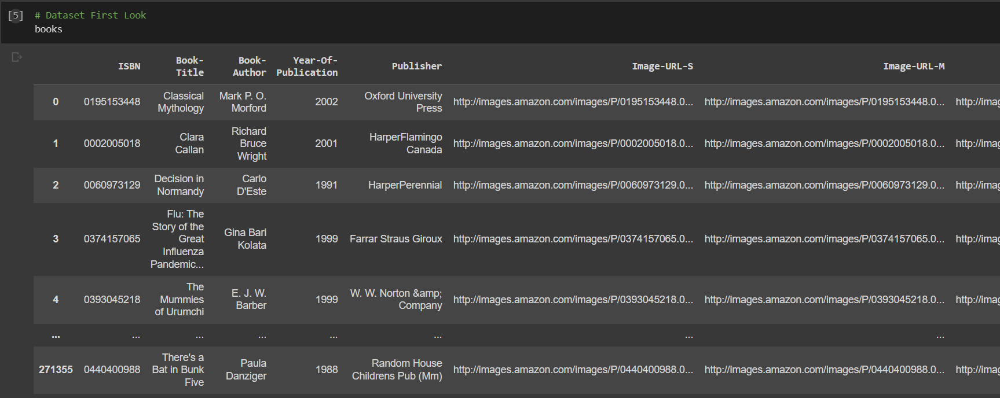 [5] # Dataset First Look
books
ISBN Book-Title Book-Author Year-Of-Publication Publisher Image-URL-S Image-URL-M
0 0195153448 Classical Mythology Mark P. O. Morford 2002 Oxford University Press http://images.amazon.com/images/P/0195153448.0... http://images.amazon.com/images/P/0195153448.0... http://imag
1 0002005018 Clara Callan Richard Bruce Wright 2001 HarperFlamingo Canada http://images.amazon.com/images/P/0002005018.0... http://images.amazon.com/images/P/0002005018.0... http://imag
2 0060973129 Decision in Normandy Carlo D'Este 1991 HarperPerennial http://images.amazon.com/images/P/0060973129.0... http://images.amazon.com/images/P/0060973129.0... http://imag
3 0374157065 Flu: The Story of the Great Influenza Pandemic... Gina Bari Kolata 1999 Farrar Straus Giroux http://images.amazon.com/images/P/0374157065.0... http://images.amazon.com/images/P/0374157065.0... http://imag
4 0393045218 The Mummies of Urumchi E. J. W. Barber 1999 W. W. Norton &amp; Company http://images.amazon.com/images/P/0393045218.0... http://images.amazon.com/images/P/0393045218.0... http://imag
... ... ... ... ... ... ... ...
271355 0440400988 There's a Bat in Bunk Five Paula Danziger 1988 Random House Childrens Pub (Mm) http://images.amazon.com/images/P/0440400988.0... http://images.amazon.com/images/P/0440400988.0... http://imag